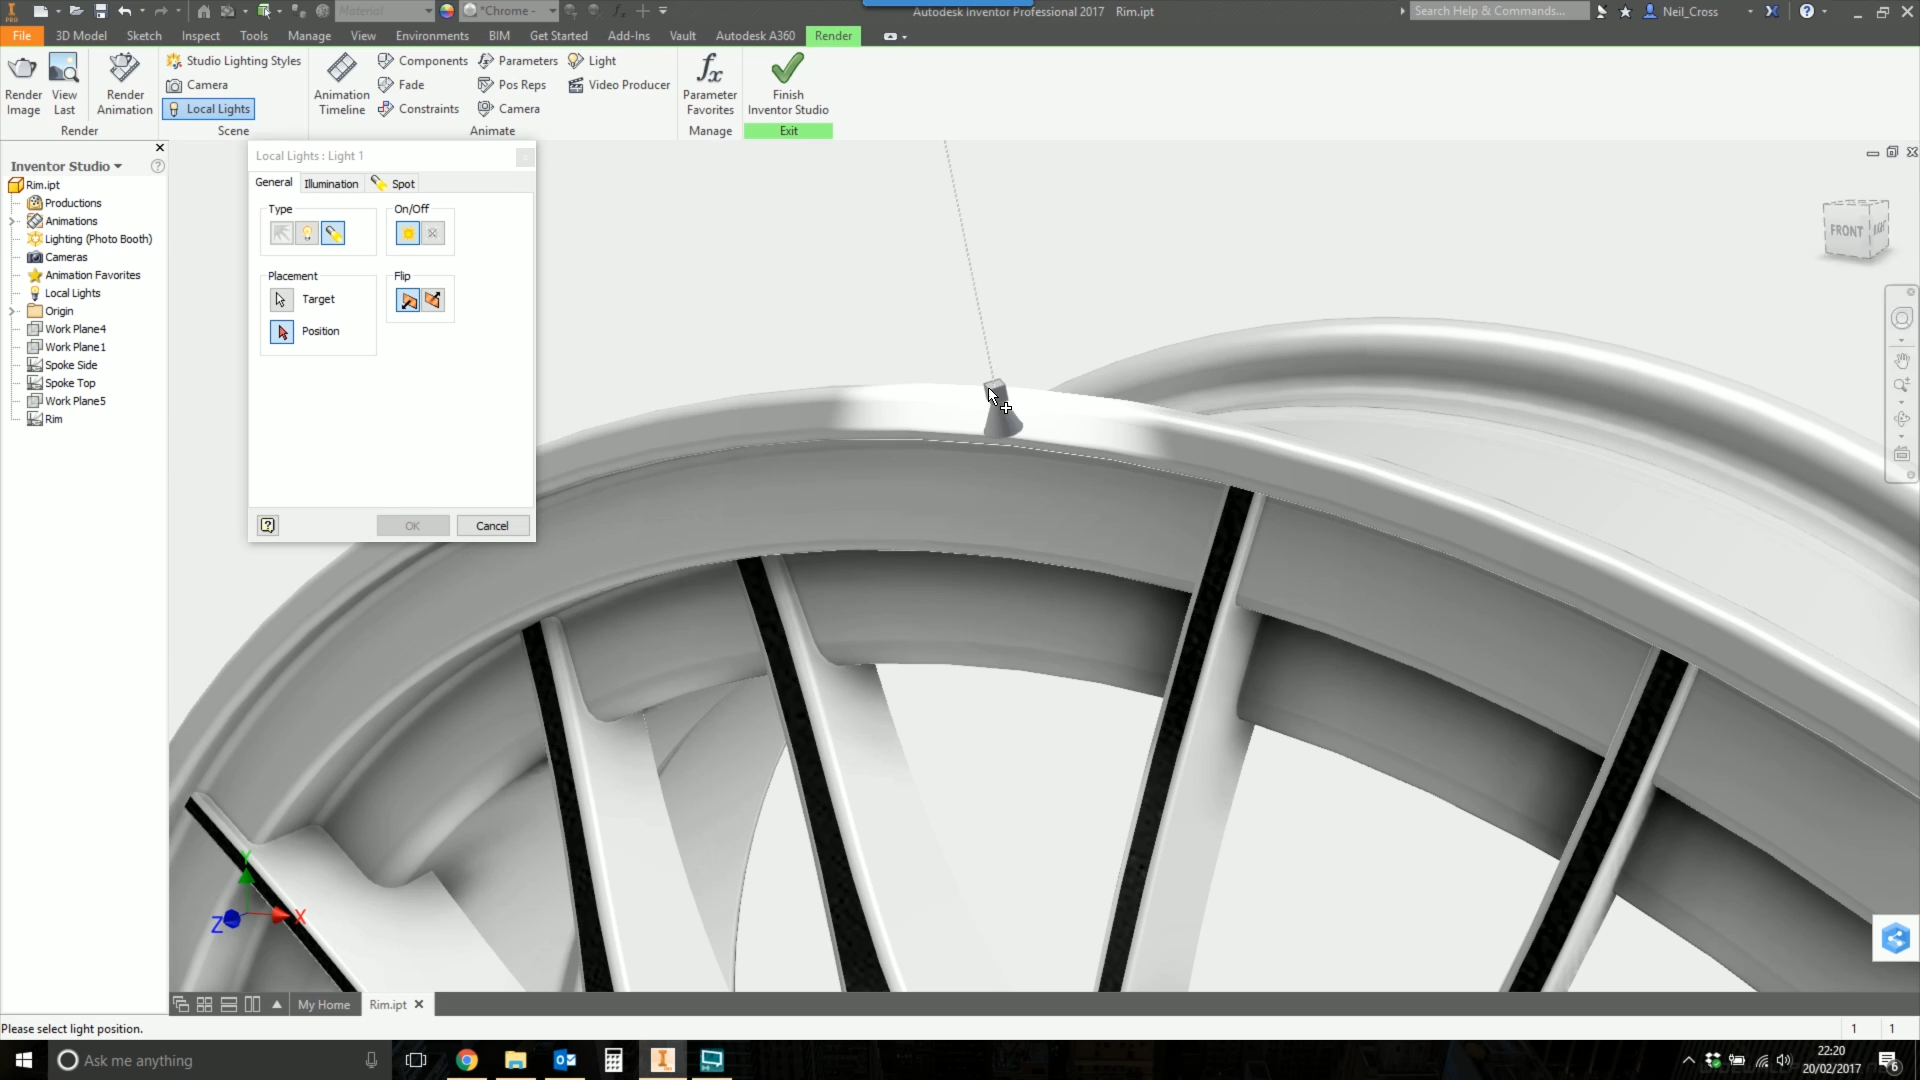 Material
*Chrome -
Autodesk Inventor Professional 2017 Rim.ipt
Search Help & Commands...
Neil_Cross
PRO
File 3D Model Sketch Inspect Tools Manage View Environments BIM Get Started Add-Ins Vault Autodesk A360 Render
Render Image
View Last
Render Animation
Studio Lighting Styles
Camera
Local Lights
Animation Timeline
Components
Fade
Constraints
Parameters
Pos Reps
Camera
Light
Video Producer
fx
Parameter Favorites
Finish Inventor Studio
Render
Scene
Animate
Manage
Exit
Inventor Studio
Rim.ipt
Productions
Animations
Lighting (Photo Booth)
Cameras
Animation Favorites
Local Lights
Origin
Work Plane4
Work Plane1
Spoke Side
Spoke Top
Work Plane5
Rim
Local Lights : Light 1
General Illumination Spot
Type
On/Off
Placement
Flip
Target
Position
OK Cancel
FRONT
Y
Z
X
My Home Rim.ipt
Please select light position.
1 1
Ask me anything
22:20
20/02/2017
6